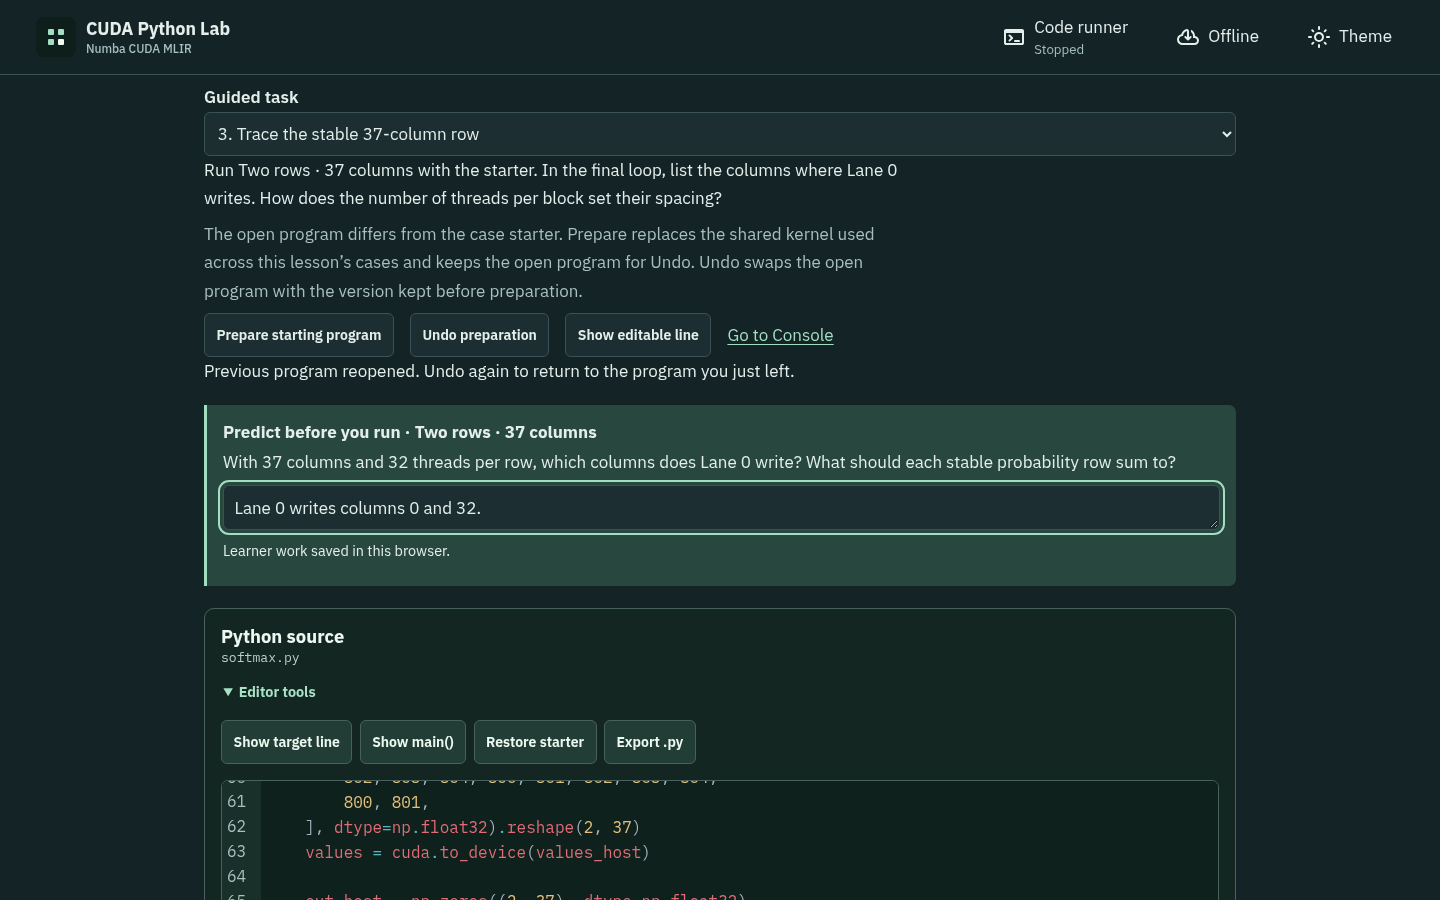 CUDA Python Lab
Numba CUDA MLIR
Code runner
Stopped
Offline
Theme
Guided task
3. Trace the stable 37-column row
Run Two rows · 37 columns with the starter. In the final loop, list the columns where Lane 0
writes. How does the number of threads per block set their spacing?
The open program differs from the case starter. Prepare replaces the shared kernel used
across this lesson’s cases and keeps the open program for Undo. Undo swaps the open
program with the version kept before preparation.
Prepare starting program
Undo preparation
Show editable line
Go to Console
Previous program reopened. Undo again to return to the program you just left.
Predict before you run · Two rows · 37 columns
With 37 columns and 32 threads per row, which columns does Lane 0 write? What should each stable probability row sum to?
Lane 0 writes columns 0 and 32.
Learner work saved in this browser.
Python source
softmax.py
▼ Editor tools
Show target line
Show main()
Restore starter
Export .py
61 800, 801,
62 ], dtype=np.float32).reshape(2, 37)
63 values = cuda.to_device(values_host)
64
65 out_host = np.zeros((2, 37), dtype=np.float32)